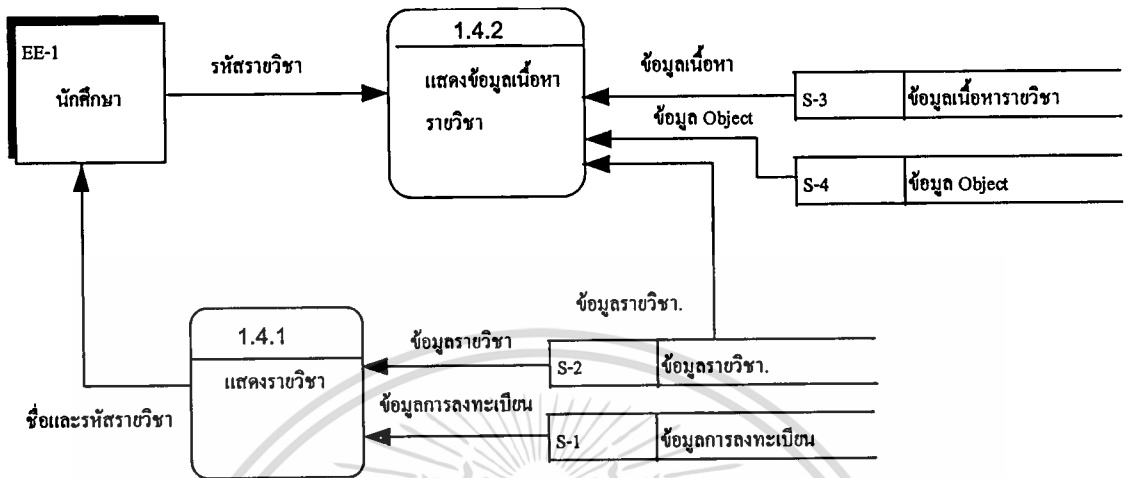 1.4.2
EE-1
นักศึกษา
รหัสรายวิชา
แสดงข้อมูลเนื้อหา
รายวิชา
ข้อมูลเนื้อหา
S-3
ข้อมูลเนื้อหารายวิชา
ข้อมูล Object
S-4
ข้อมูล Object
ข้อมูลรายวิชา.
1.4.1
แสดงรายวิชา
ข้อมูลรายวิชา
S-2
ข้อมูลรายวิชา.
ชื่อและรหัสรายวิชา
ข้อมูลการลงทะเบียน
S-1
ข้อมูลการลงทะเบียน